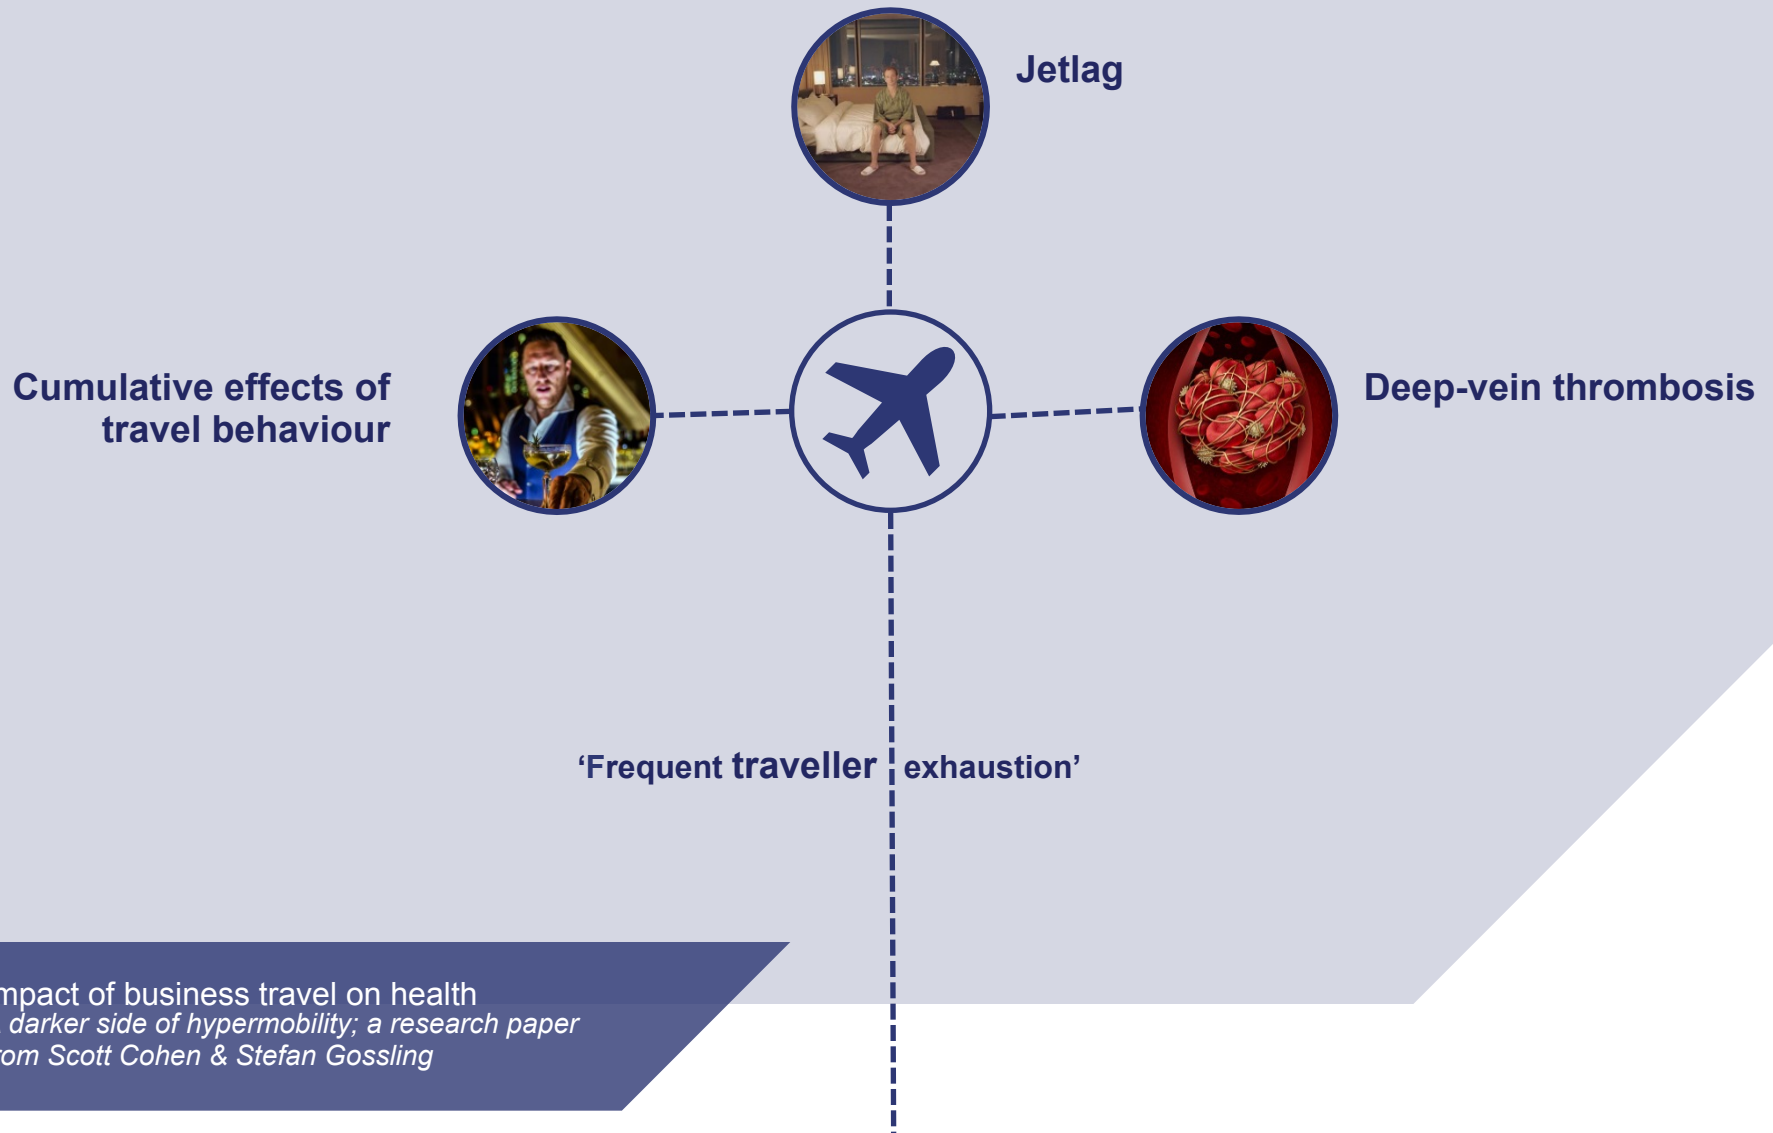 Jetlag
Cumulative effects of
travel behaviour
Deep-vein thrombosis
‘Frequent traveller exhaustion’
mpact of business travel on health
darker side of hypermobility; a research paper
rom Scott Cohen & Stefan Gossling